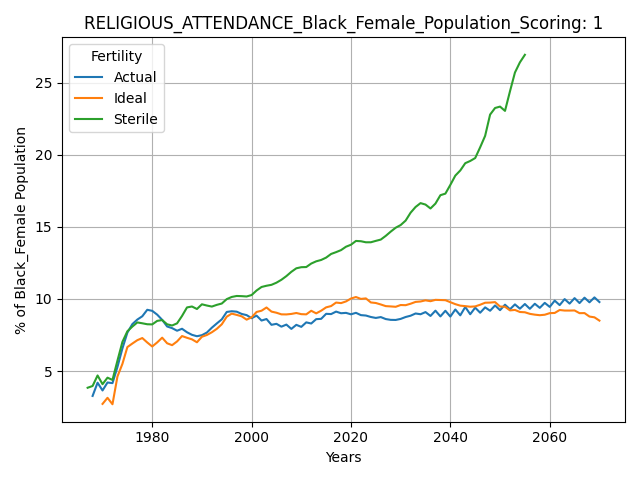 RELIGIOUS_ATTENDANCE_Black_Female_Population_Scoring: 1
Fertility
Actual
Ideal
Sterile
% of Black_Female Population
25
20
15
10
5
1980 2000 2020 2040 2060
Years